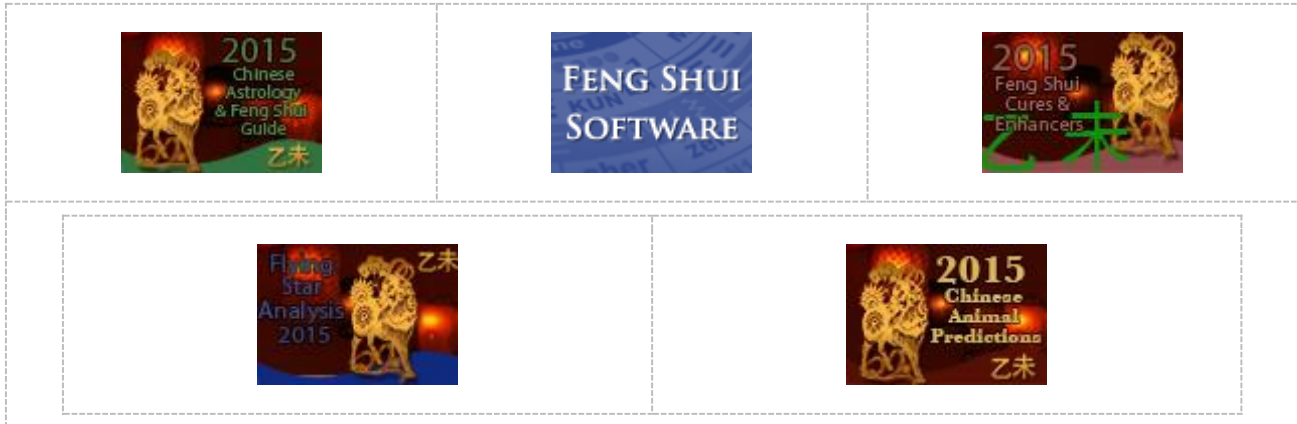 2015
Chinese
Astrology
& Feng Shui
Guide
乙未
FENG SHUI
SOFTWARE
2015
Feng Shui
Cures &
Enhancers
乙 未
Flying
Star
Analysis
2015
乙未
2015
Chinese
Animal
Predictions
乙未